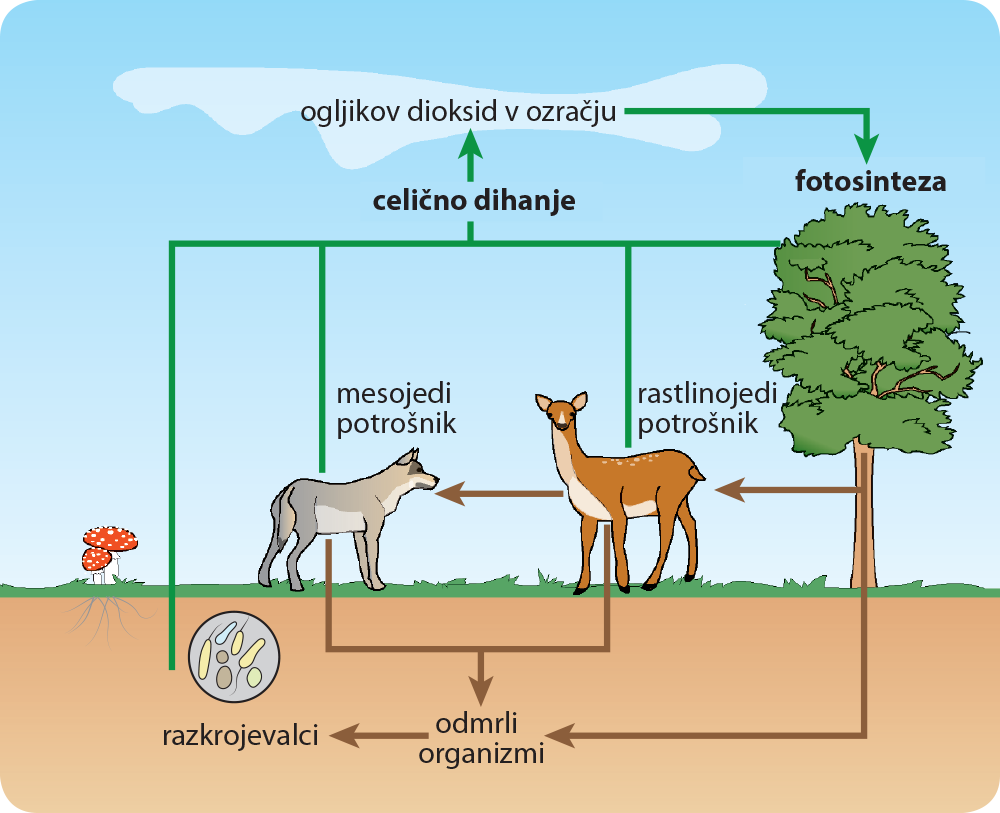 ogljikov dioksid v ozračju
fotosinteza
celično dihanje
mesojedi
potrošnik
rastlinojedi
potrošnik
razkrojevalci
odmrli
organizmi